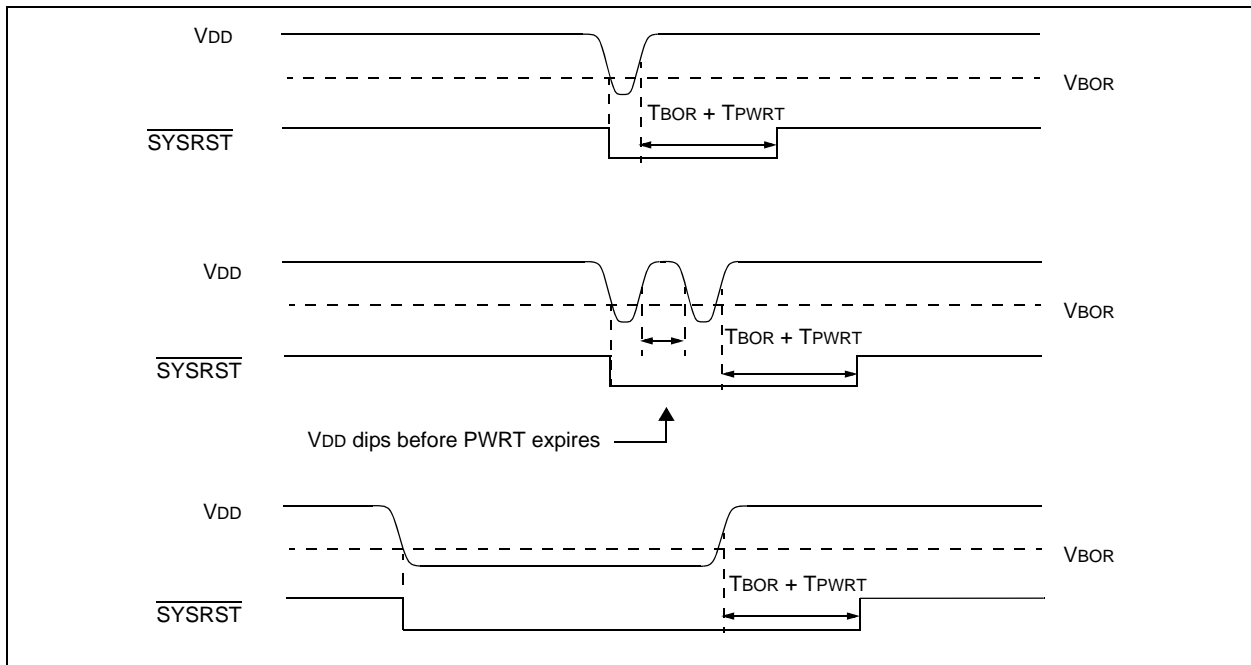 VDD
VBOR
TBOR + TPWRT
SYSRST
VDD
VBOR
TBOR + TPWRT
SYSRST
VDD dips before PWRT expires
VDD
VBOR
TBOR + TPWRT
SYSRST